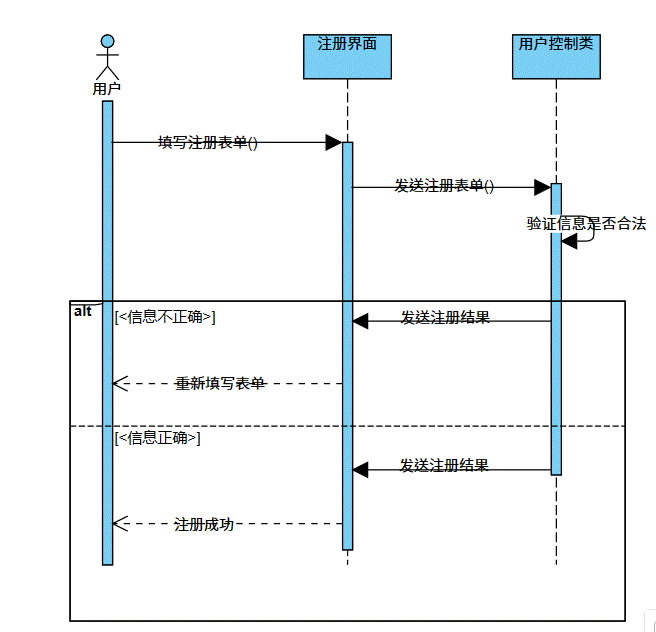 注册界面
用户控制类
用户
填写注册表单()
发送注册表单()
验证信息是否合法
alt
[<信息不正确>]
发送注册结果
重新填写表单
[<信息正确>]
发送注册结果
注册成功